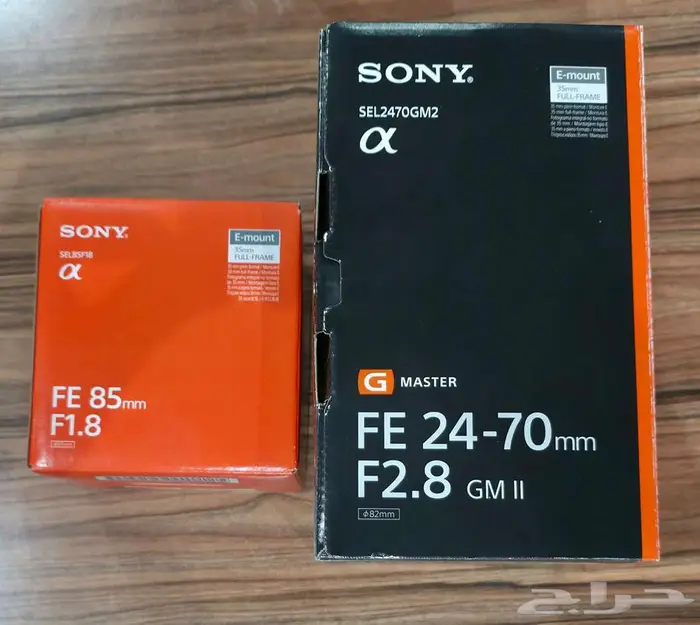 SONY
SEL85F18
α
E-mount
35mm
FULL-FRAME
FE 85mm
F1.8
SONY
SEL2470GM2
α
E-mount
35mm
FULL-FRAME
G MASTER
FE 24-70mm
F2.8 GM II
φ82mm
حراج